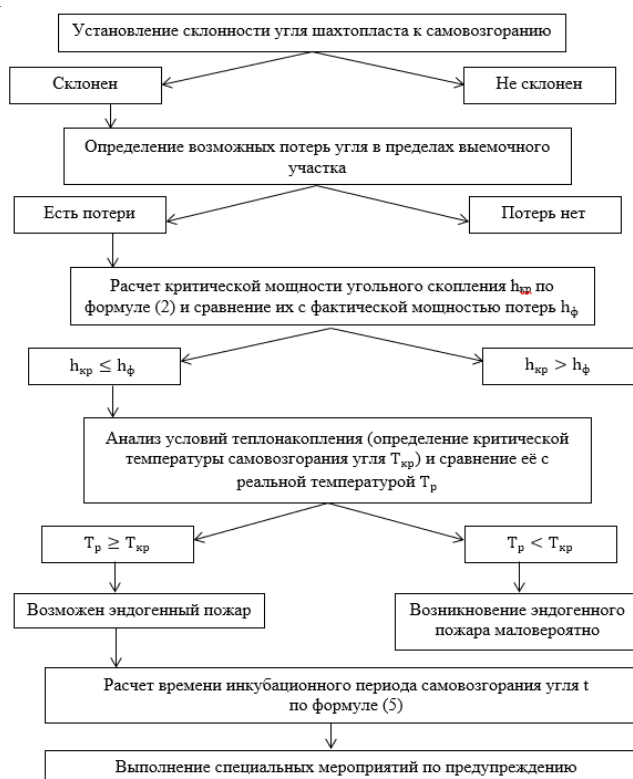 Установление склонности угля шахтопласта к самовозгоранию
Склонен
Не склонен
Определение возможных потерь угля в пределах выемочного
участка
Есть потери
Потерь нет
Расчет критической мощности угольного скопления hкр по
формуле (2) и сравнение их с фактической мощностью потерь hф
hкр ≤ hф
hкр > hф
Анализ условий теплонакопления (определение критической
температуры самовозгорания угля Tкр) и сравнение её с
реальной температурой Tр
Tр ≥ Tкр
Tр < Tкр
Возможен эндогенный пожар
Возникновение эндогенного
пожара маловероятно
Расчет времени инкубационного периода самовозгорания угля t
по формуле (5)
Выполнение специальных мероприятий по предупреждению